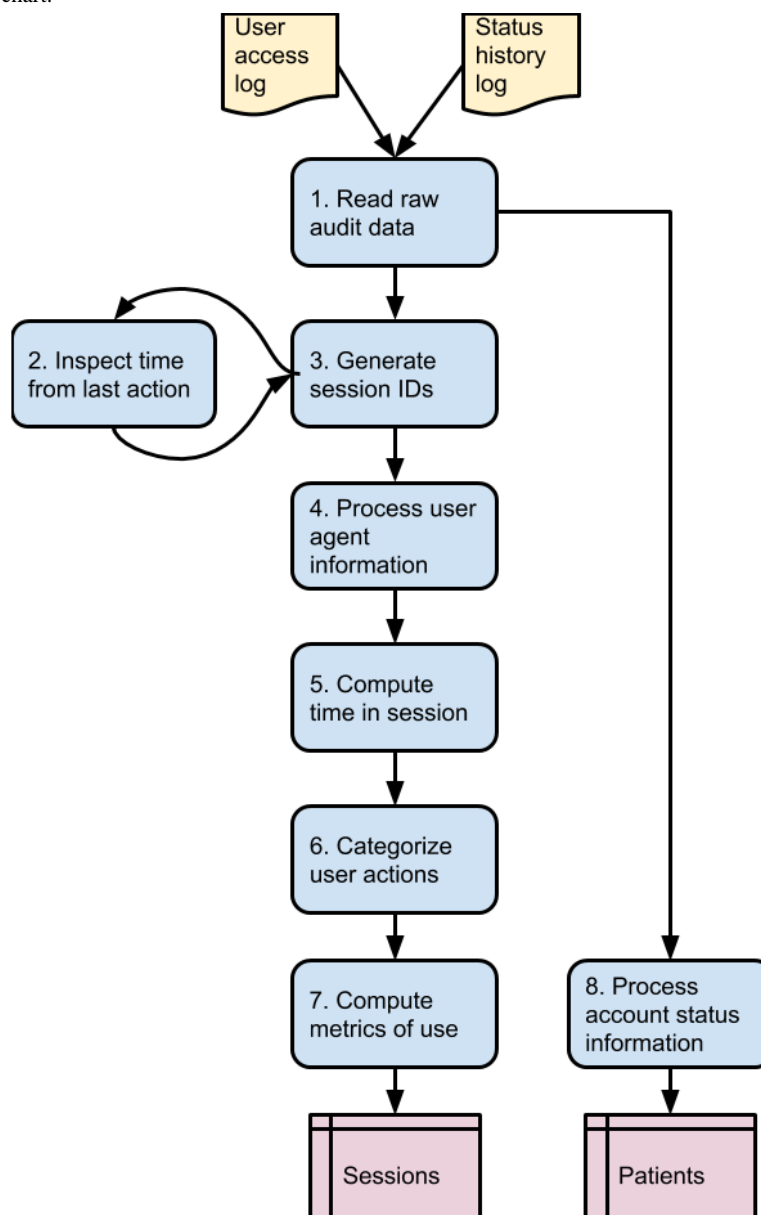 chart.
User
access
log
Status
history
log
1. Read raw
audit data
2. Inspect time
from last action
3. Generate
session IDs
4. Process user
agent
information
5. Compute
time in session
6. Categorize
user actions
7. Compute
metrics of use
8. Process
account status
information
Sessions
Patients